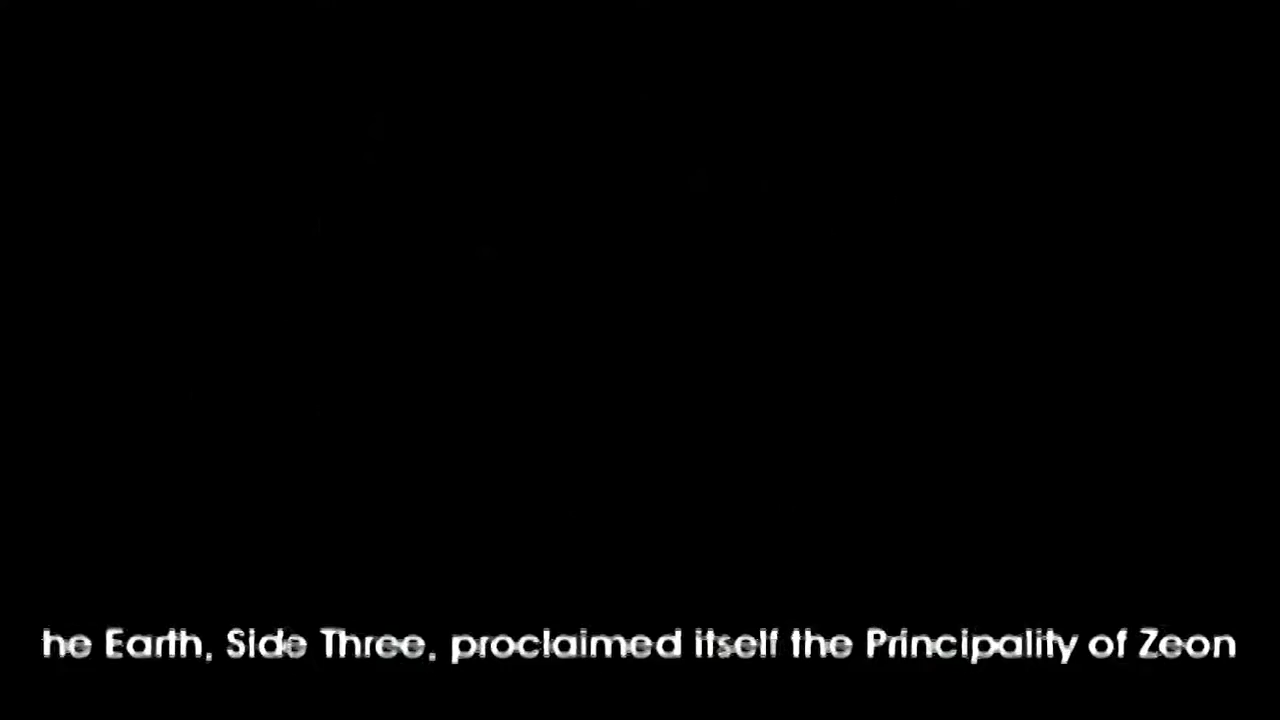 he Earth, Side Three, proclaimed itself the Principality of Zeon